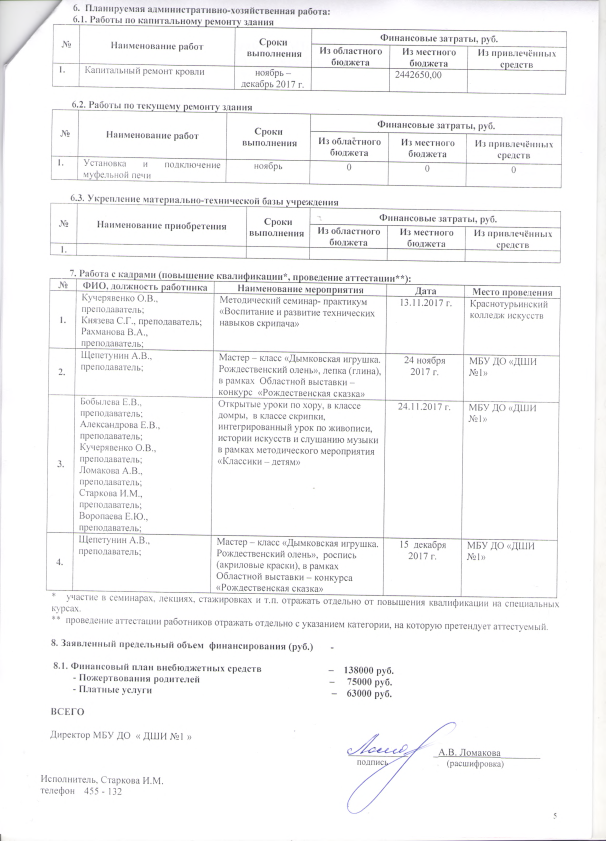 6. Планируемая административно-хозяйственная работа:
6.1. Работы по капитальному ремонту здания
№ Наименование работ Сроки выполнения Финансовые затраты, руб.
Из областного бюджета Из местного бюджета Из привлечённых средств
1. Капитальный ремонт кровли ноябрь – 2442650,00
декабрь 2017 г.
6.2. Работы по текущему ремонту здания
№ Наименование работ Сроки выполнения Финансовые затраты, руб.
Из областного бюджета Из местного бюджета Из привлечённых средств
1. Установка и подключение ноябрь 0 0 0
муфельной печи
6.3. Укрепление материально-технической базы учреждения
№ Наименование приобретения Сроки выполнения Финансовые затраты, руб.
Из областного бюджета Из местного бюджета Из привлечённых средств
1.
7. Работа с кадрами (повышение квалификации*, проведение аттестации**):
№ ФИО, должность работника Наименование мероприятия Дата Место проведения
1.
Кучерявенко О.В.,
преподаватель;
Князева С.Г., преподаватель;
Рахманова В.А.,
преподаватель;
Методический семинар- практикум
«Воспитание и развитие технических
навыков скрипача»
13.11.2017 г.
Краснотурьинский
колледж искусств
2.
Щепетунин А.В.,
преподаватель;
Мастер – класс «Дымковская игрушка.
Рождественский олень», лепка (глина),
в рамках Областной выставки –
конкурс «Рождественская сказка»
24 ноября
2017 г.
МБУ ДО «ДШИ
№1»
3.
Бобылева Е.В.,
преподаватель;
Александрова Е.В.,
преподаватель;
Кучерявенко О.В.,
преподаватель;
Ломакова А.В.,
преподаватель;
Старкова И.М.,
преподаватель;
Воропаева Е.Ю.,
преподаватель;
Открытые уроки по хору, в классе
домры, в классе скрипки,
интегрированный урок по живописи,
истории искусств и слушанию музыки
в рамках методического мероприятия
«Классики – детям»
24.11.2017 г.
МБУ ДО «ДШИ
№1»
4.
Щепетунин А.В.,
преподаватель;
Мастер – класс «Дымковская игрушка.
Рождественский олень», роспись
(акриловые краски), в рамках
Областной выставки – конкурса
«Рождественская сказка»
15 декабря
2017 г.
МБУ ДО «ДШИ
№1»
* участие в семинарах, лекциях, стажировках и т.п. отражать отдельно от повышения квалификации на специальных
курсах.
** проведение аттестации работников отражать отдельно с указанием категории, на которую претендует аттестуемый.
8. Заявленный предельный объем финансирования (руб.) -
8.1. Финансовый план внебюджетных средств – 138000 руб.
- Пожертвования родителей – 75000 руб.
- Платные услуги – 63000 руб.
ВСЕГО
Директор МБУ ДО « ДШИ №1 »
А.В. Ломакова
подпись (расшифровка)
Исполнитель, Старкова И.М.
телефон 455 - 132
5